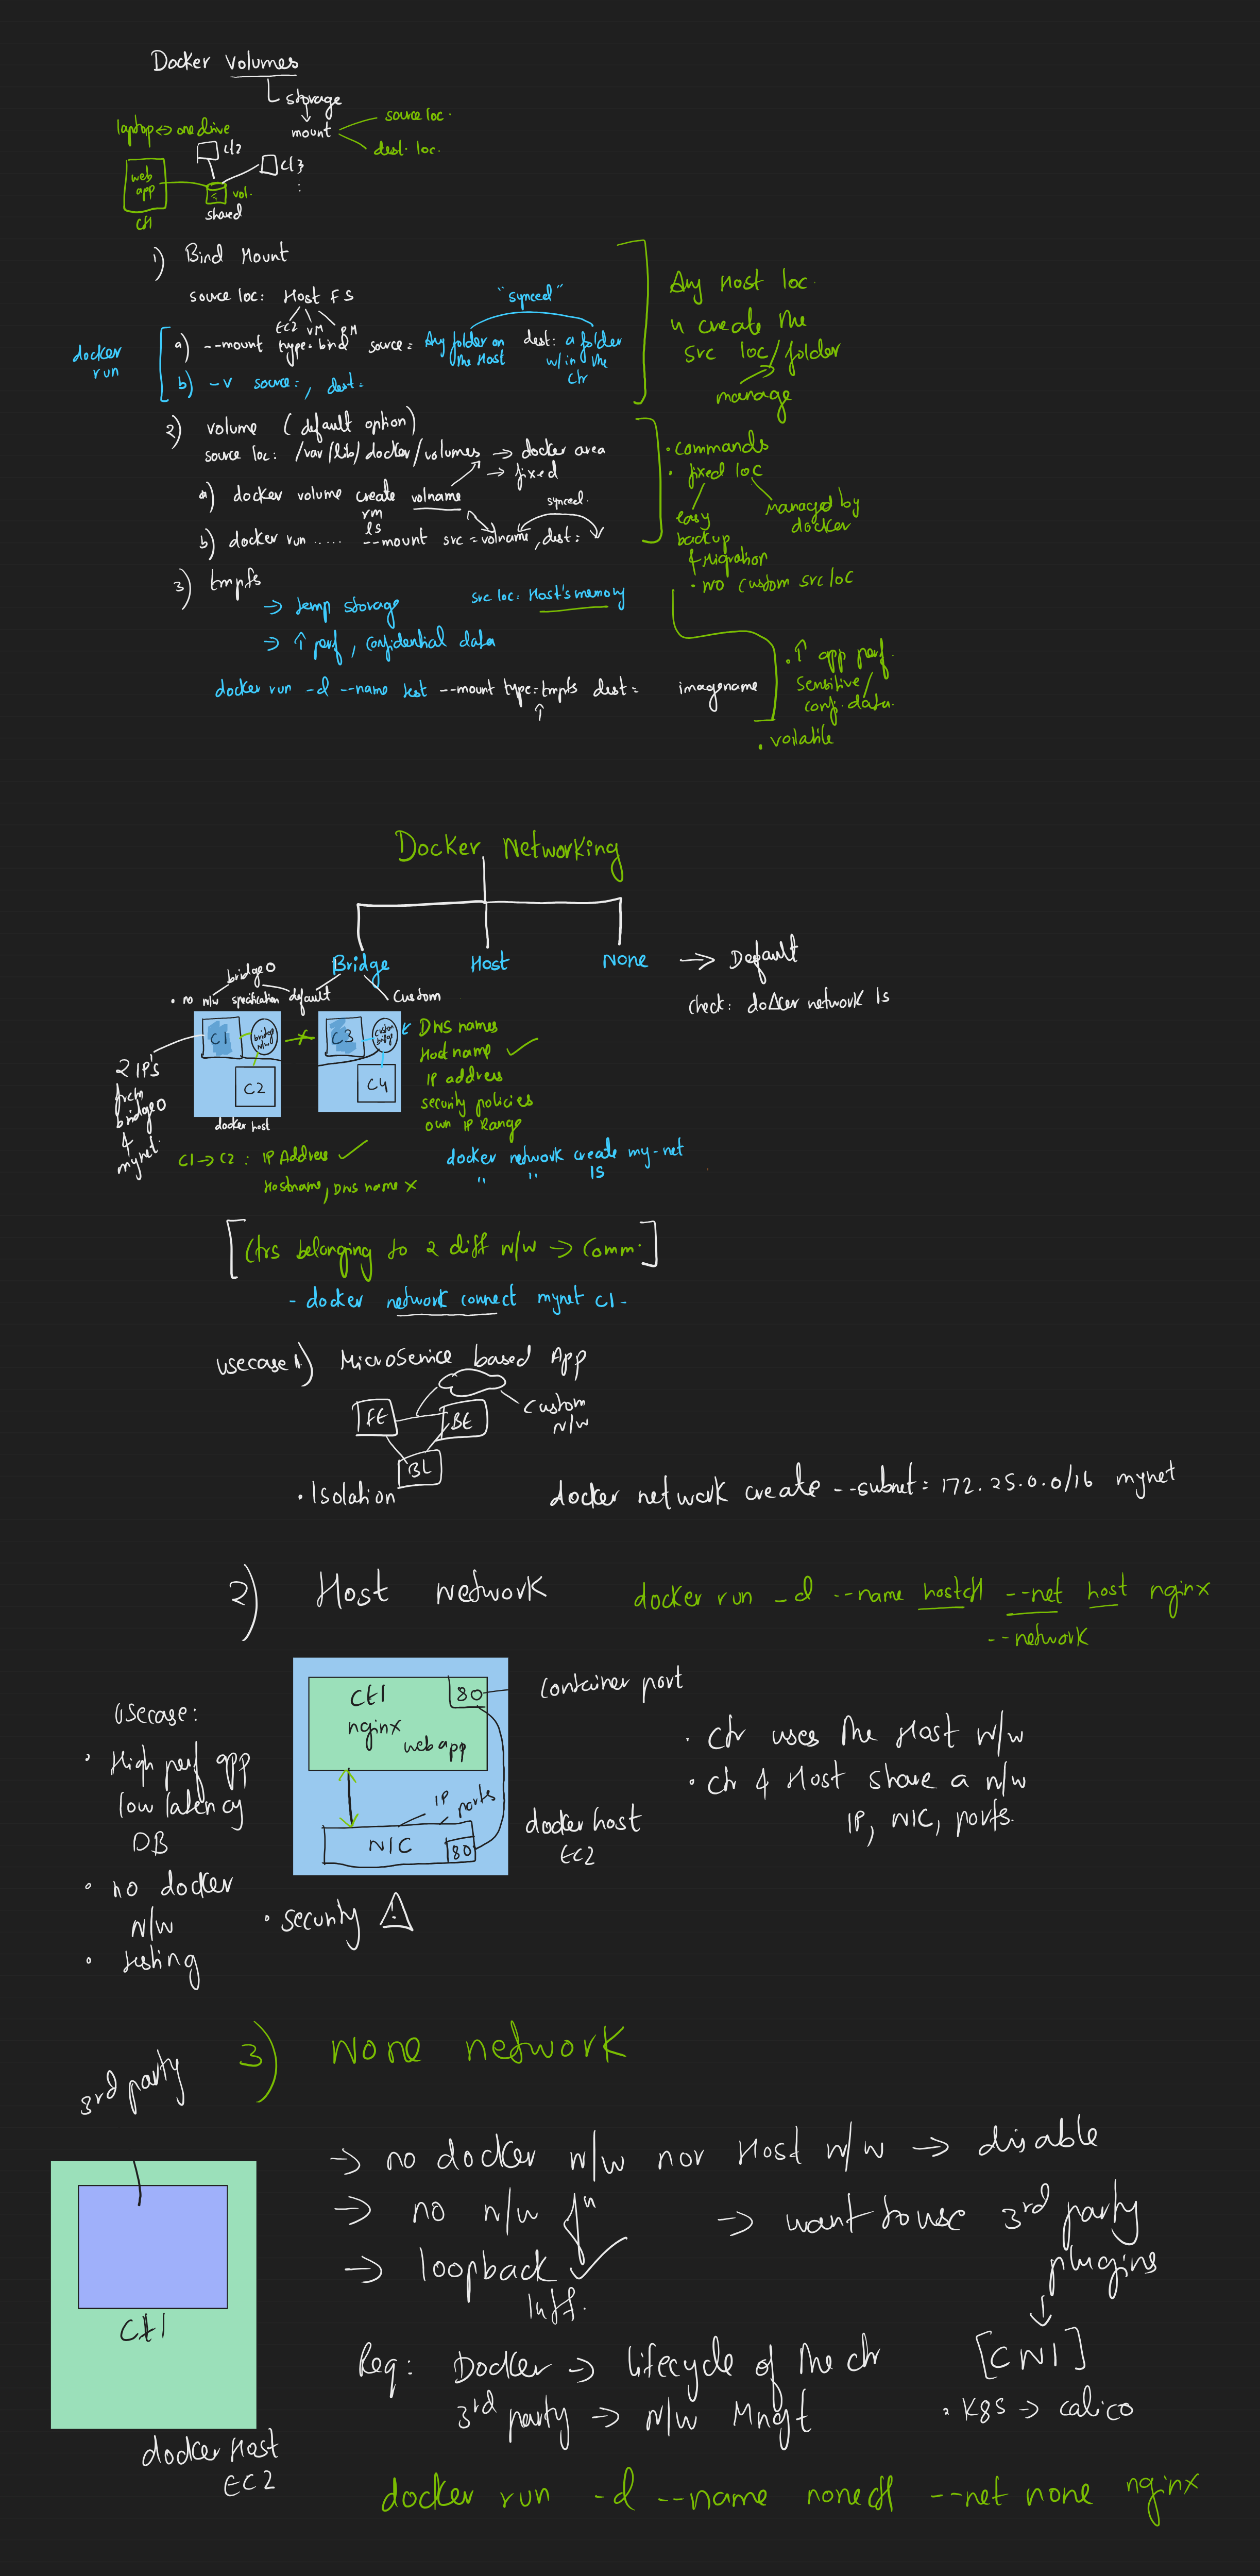 Docker Volumes
storage
mount
source loc.
dest. loc.
laptop ↔ one drive
web app
ctr1
ctr2
ctr3
vol.
shared
1) Bind Mount
source loc: Host FS
EC2 VM PM
docker run
a) --mount type=bind source= Any folder on the Host dest: a folder w/in the ctr
"synced"
b) -v source:, dest.
Any Host loc.
u create the
src loc/folder
manage
2) volume (default option)
source loc: /var/lib/docker/volumes → docker area
→ fixed
a) docker volume create volname
rm
ls
b) docker run ..... --mount src=volname, dest=
synced.
• commands
• fixed loc
easy backup & Migration
managed by docker
• no custom src loc
3) tmpfs
→ temp storage
src loc: Host's memory
→ ↑ perf, confidential data
docker run -d --name test --mount type=tmpfs dest= imagename
• ↑ app perf.
sensitive/
conf. data.
• volatile
Docker Networking
Bridge
Host
None
→ Default
check: docker network ls
bridge0
• no n/w specification
default
custom
C1
bridge n/w
C2
docker host
C3
custom bridge
C4
2 IP's
from
bridge0
&
mynet.
DNS names
Hostname ✓
IP address
security policies
own IP Range
C1 → C2 : IP Address ✓
Hostname, DNS name x
docker network create my-net
" " ls
[Ctrs belonging to 2 diff n/w → Comm.]
- docker network connect mynet C1 -
usecase 1) MicroService based App
FE
BE
BL
custom n/w
• Isolation
docker network create --subnet=172.25.0.0/16 mynet
2) Host network
docker run -d --name hostctr --net host nginx
--network
usecase:
• High perf app
low latency
DB
• no docker
n/w
• testing
Ctr1
nginx
web app
80
container port
IP
ports
NIC
80
docker host
EC2
• security ⚠
• ctr uses the Host n/w
• ctr & Host share a n/w
IP, NIC, ports.
3) None network
3rd party
Ctr1
docker Host
EC2
→ no docker n/w nor Host n/w → disable
→ no n/w fn
→ loopback ✓
Intf.
→ want to use 3rd party
plugins
[CNI]
• K8S → calico
Req: Docker → lifecycle of the ctr
3rd party → N/w Mngt
docker run -d --name nonectr --net none nginx